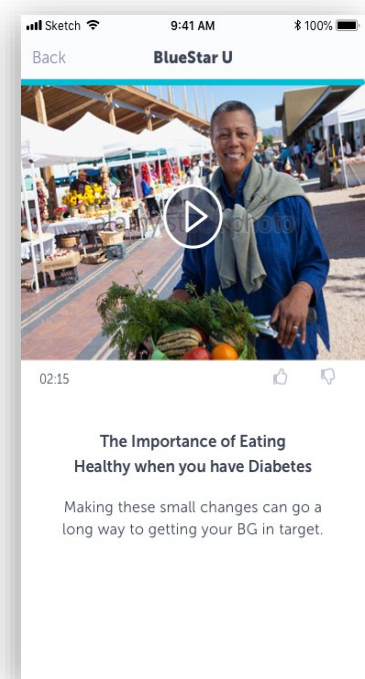 Sketch 9:41 AM 100%
Back BlueStar U
photo
02:15
The Importance of Eating
Healthy when you have Diabetes
Making these small changes can go a
long way to getting your BG in target.